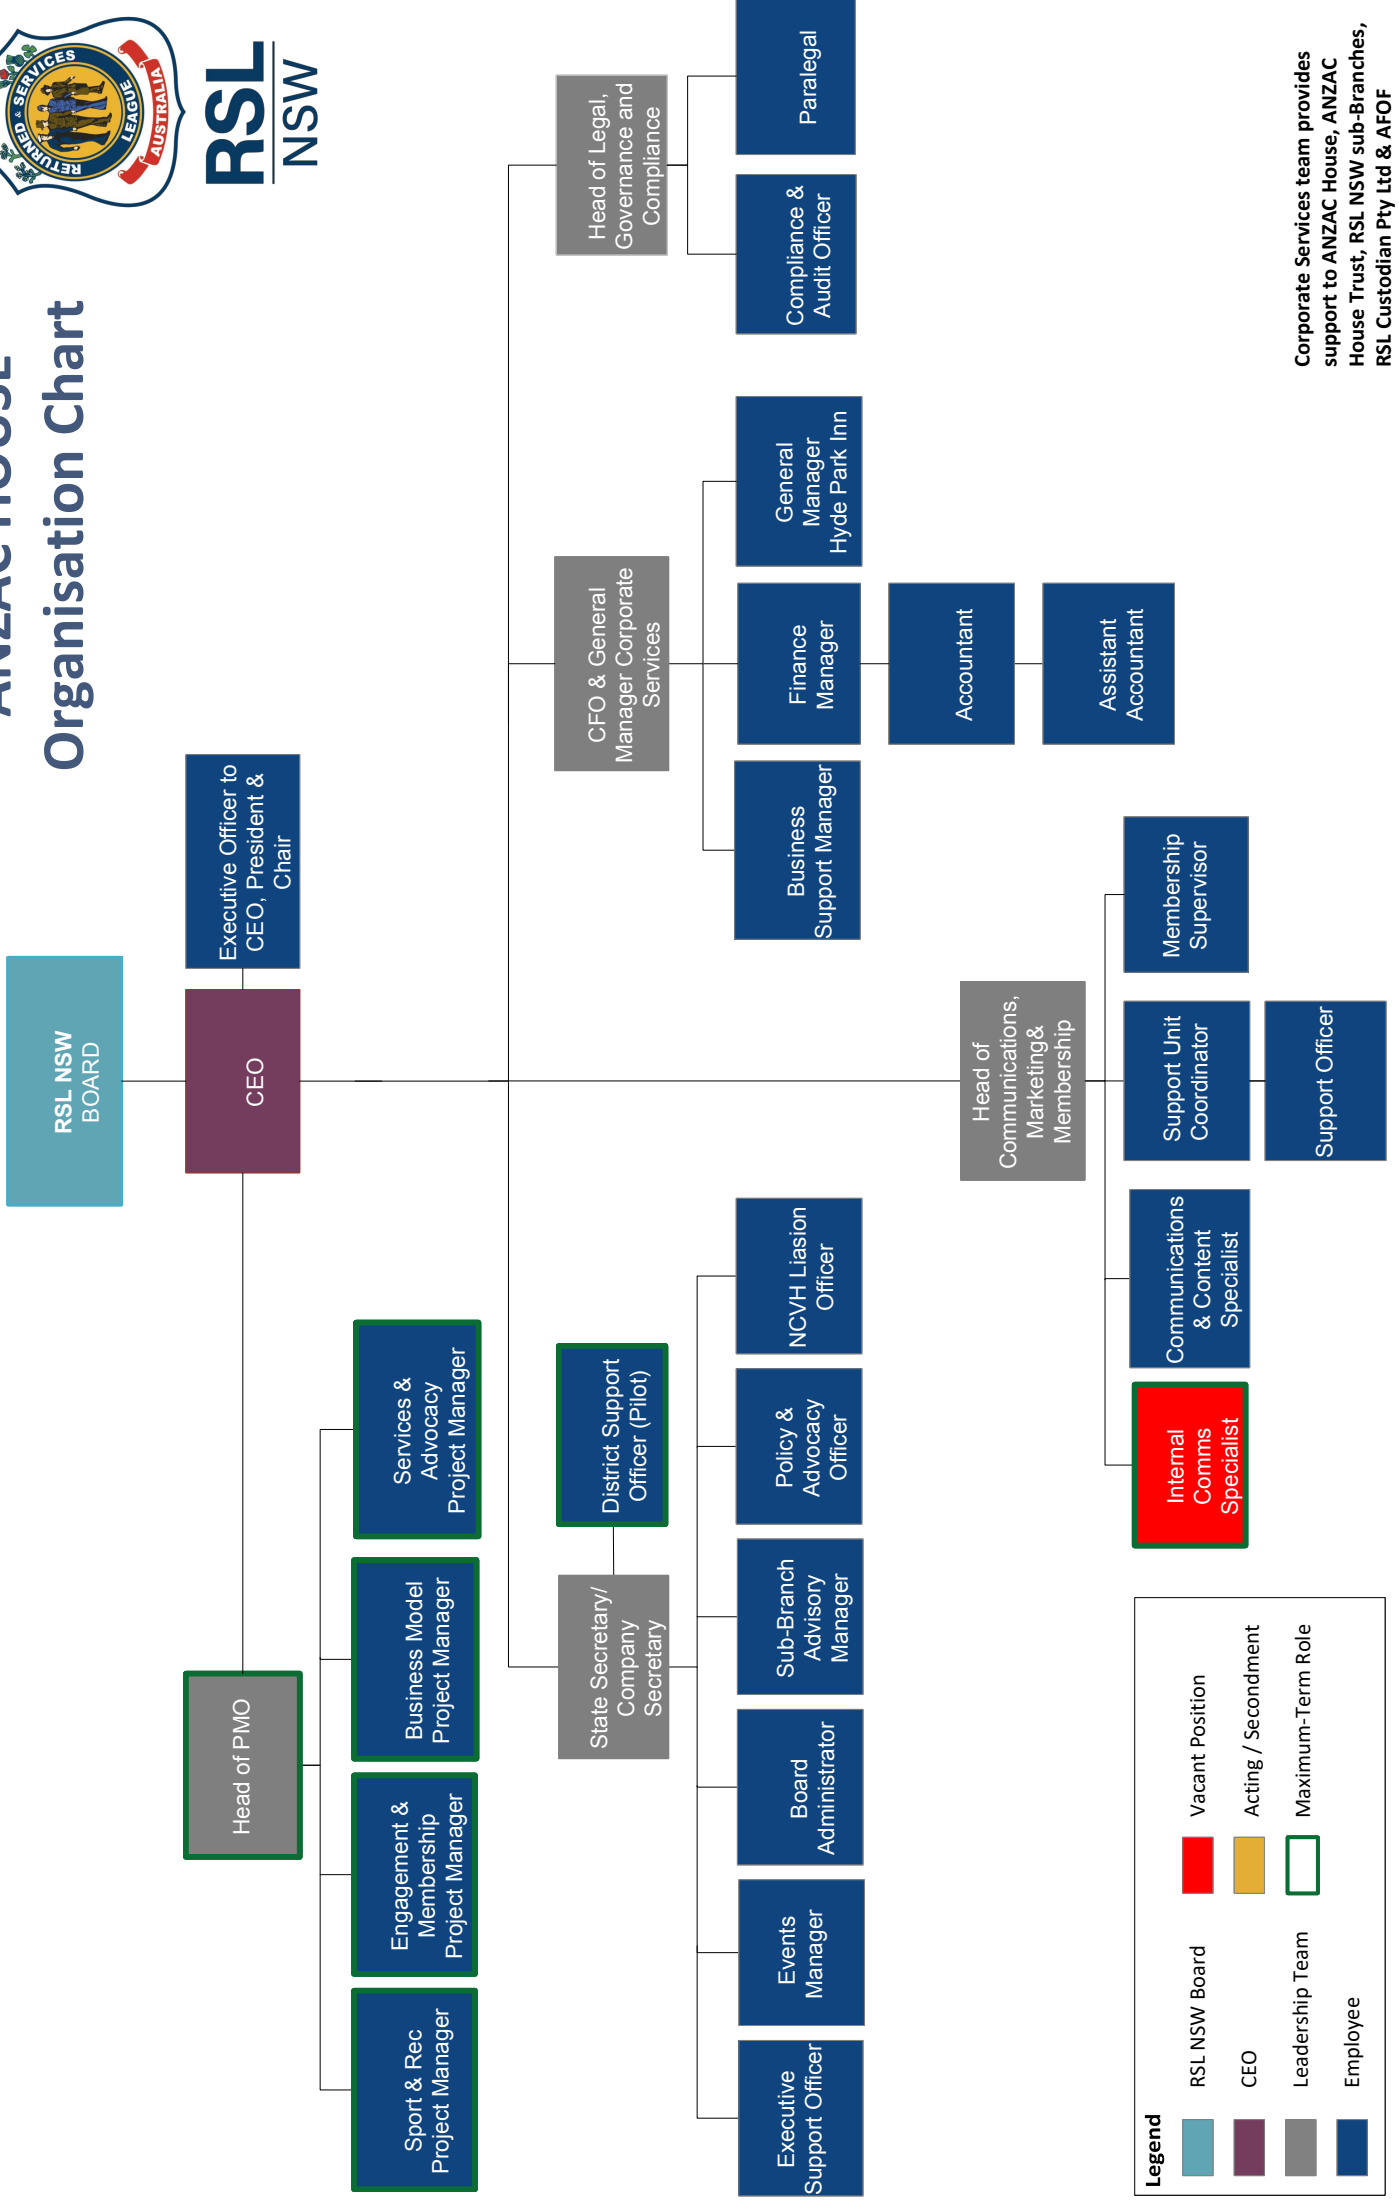 ANZAC HOUSE
Organisation Chart
RETURNED & SERVICES
LEAGUE
AUSTRALIA
RSL
NSW
RSL NSW
BOARD
CEO
Executive Officer to
CEO, President &
Chair
Head of PMO
Sport & Rec
Project Manager
Engagement &
Membership
Project Manager
Business Model
Project Manager
Services &
Advocacy
Project Manager
State Secretary/
Company
Secretary
District Support
Officer (Pilot)
CFO & General
Manager Corporate
Services
Head of Legal,
Governance and
Compliance
Executive
Support Officer
Events
Manager
Board
Administrator
Sub-Branch
Advisory
Manager
Policy &
Advocacy
Officer
NCVH Liasion
Officer
Business
Support Manager
Finance
Manager
General
Manager
Hyde Park Inn
Compliance &
Audit Officer
Paralegal
Accountant
Assistant
Accountant
Head of
Communications,
Marketing&
Membership
Internal
Comms
Specialist
Communications
& Content
Specialist
Support Unit
Coordinator
Membership
Supervisor
Support Officer
Legend
RSL NSW Board
CEO
Leadership Team
Employee
Vacant Position
Acting / Secondment
Maximum-Term Role
Corporate Services team provides
support to ANZAC House, ANZAC
House Trust, RSL NSW sub-Branches,
RSL Custodian Pty Ltd & AFOF